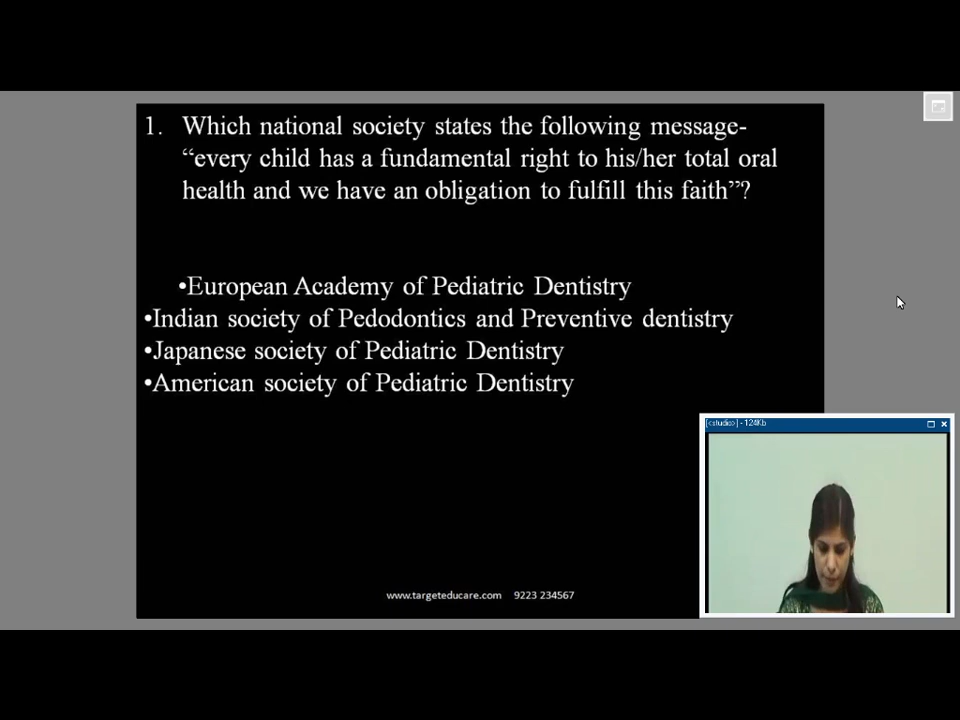 1. Which national society states the following message-
“every child has a fundamental right to his/her total oral
health and we have an obligation to fulfill this faith”?
•European Academy of Pediatric Dentistry
•Indian society of Pedodontics and Preventive dentistry
•Japanese society of Pediatric Dentistry
•American society of Pediatric Dentistry
[<studio>] - 124Kb
www.targeteducare.com 9223 234567